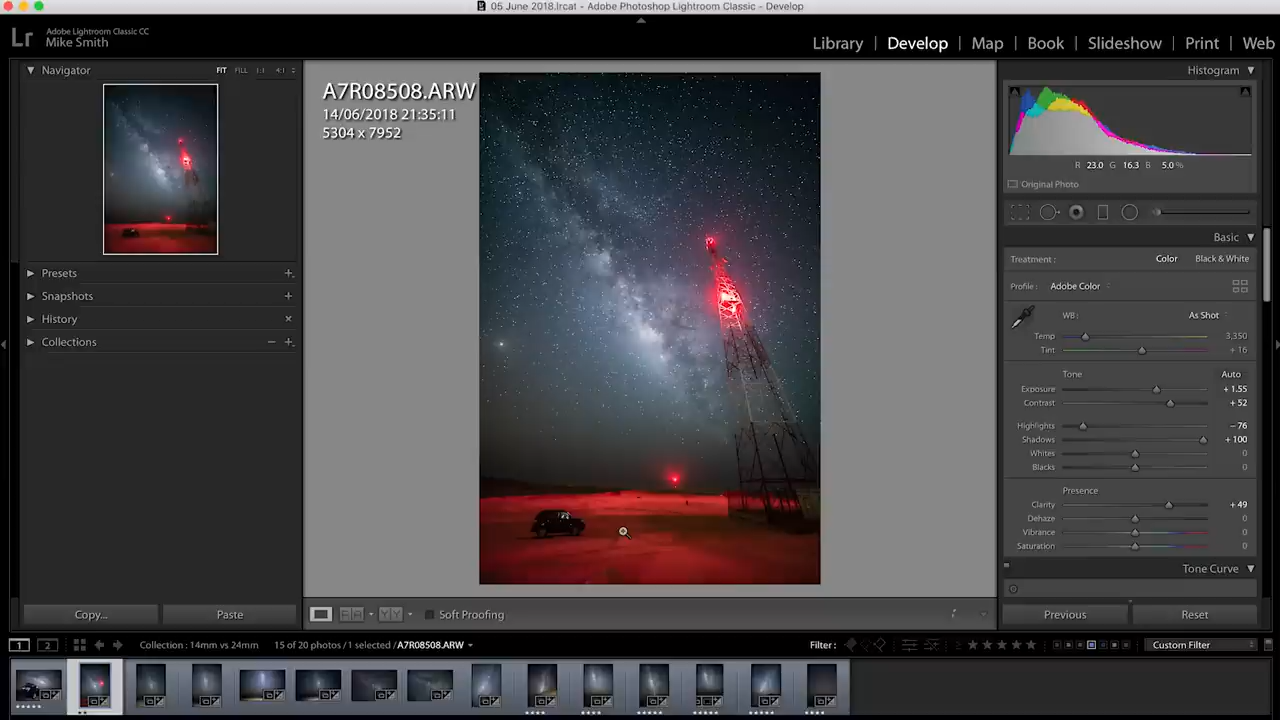 05 June 2018.lrcat - Adobe Photoshop Lightroom Classic - Develop
Lr
Adobe Lightroom Classic CC
Mike Smith
Library | Develop | Map | Book | Slideshow | Print | Web
Navigator FIT FILL 1:1 4:1
Presets
Snapshots
History
Collections
Copy... Paste
A7R08508.ARW
14/06/2018 21:35:11
5304 x 7952
Histogram
R 23.0 G 16.3 B 5.0 %
Original Photo
Basic
Treatment : Color Black & White
Profile : Adobe Color
WB : As Shot
Temp 3,350
Tint + 16
Tone Auto
Exposure + 1.55
Contrast + 52
Highlights − 76
Shadows + 100
Whites 0
Blacks 0
Presence
Clarity + 49
Dehaze 0
Vibrance 0
Saturation 0
Tone Curve
Previous Reset
Soft Proofing
1 2 Collection : 14mm vs 24mm 15 of 20 photos / 1 selected / A7R08508.ARW Filter : Custom Filter